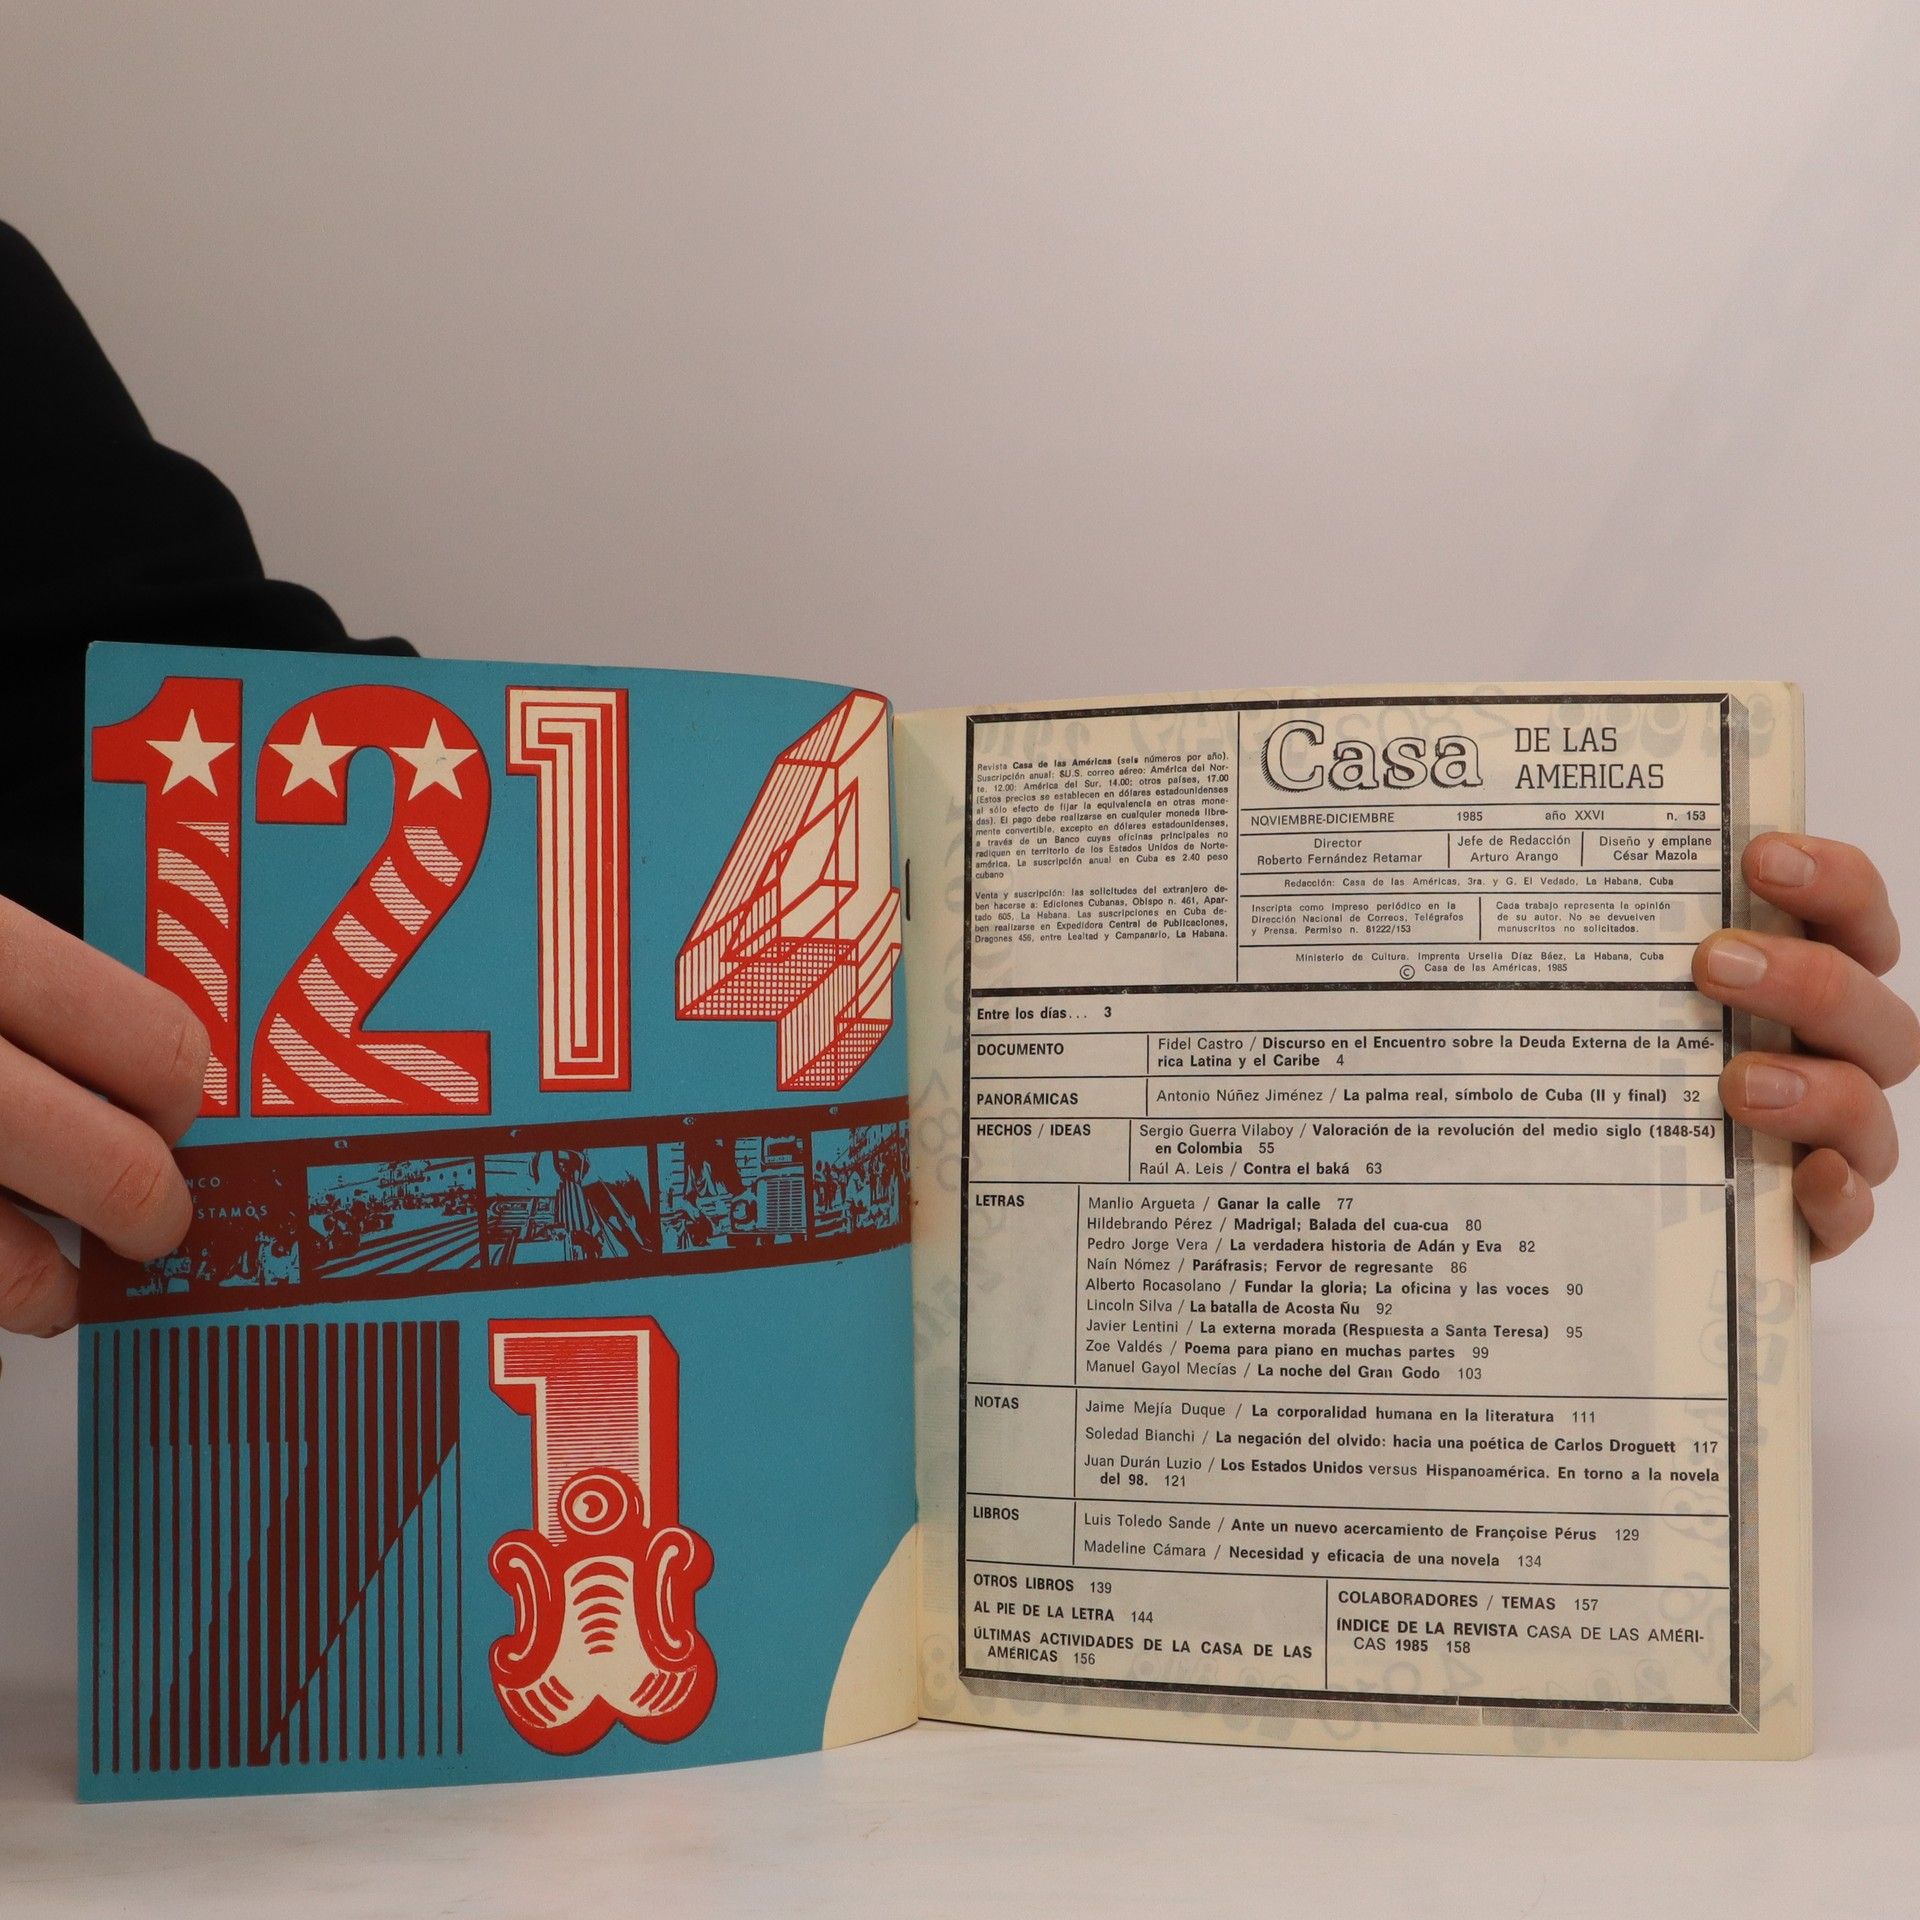 1214
NCO
STAMOS
1
Revista Casa de las Américas (seis números por año).
Suscripción anual: $U.S. correo aéreo: América del Nor-
te, 12.00; América del Sur, 14.00; otros países, 17.00
(Estos precios se establecen en dólares estadounidenses
al sólo efecto de fijar la equivalencia en otras mone-
das). El pago debe realizarse en cualquier moneda libre-
mente convertible, excepto en dólares estadounidenses,
a través de un Banco cuyas oficinas principales no
radiquen en territorio de los Estados Unidos de Norte-
américa. La suscripción anual en Cuba es 2.40 peso
cubano
Venta y suscripción: las solicitudes del extranjero de-
ben hacerse a: Ediciones Cubanas, Obispo n. 461, Apar-
tado 605, La Habana. Las suscripciones en Cuba de-
ben realizarse en Expedidora Central de Publicaciones,
Dragones 456, entre Lealtad y Campanario, La Habana.
Casa DE LAS
AMERICAS
NOVIEMBRE-DICIEMBRE 1985 año XXVI n. 153
Director
Roberto Fernández Retamar
Jefe de Redacción
Arturo Arango
Diseño y emplane
César Mazola
Redacción: Casa de las Américas, 3ra. y G. El Vedado, La Habana, Cuba
Inscripta como impreso periódico en la
Dirección Nacional de Correos, Telégrafos
y Prensa. Permiso n. 81222/153
Cada trabajo representa la opinión
de su autor. No se devuelven
manuscritos no solicitados.
Ministerio de Cultura. Imprenta Urselia Díaz Báez, La Habana, Cuba
© Casa de las Américas, 1985
Entre los días... 3
DOCUMENTO Fidel Castro / Discurso en el Encuentro sobre la Deuda Externa de la Amé-
rica Latina y el Caribe 4
PANORÁMICAS Antonio Núñez Jiménez / La palma real, símbolo de Cuba (II y final) 32
HECHOS / IDEAS Sergio Guerra Vilaboy / Valoración de la revolución del medio siglo (1848-54)
en Colombia 55
Raúl A. Leis / Contra el baká 63
LETRAS Manlio Argueta / Ganar la calle 77
Hildebrando Pérez / Madrigal; Balada del cua-cua 80
Pedro Jorge Vera / La verdadera historia de Adán y Eva 82
Naín Nómez / Paráfrasis; Fervor de regresante 86
Alberto Rocasolano / Fundar la gloria; La oficina y las voces 90
Lincoln Silva / La batalla de Acosta Ñu 92
Javier Lentini / La externa morada (Respuesta a Santa Teresa) 95
Zoe Valdés / Poema para piano en muchas partes 99
Manuel Gayol Mecías / La noche del Gran Godo 103
NOTAS Jaime Mejía Duque / La corporalidad humana en la literatura 111
Soledad Bianchi / La negación del olvido: hacia una poética de Carlos Droguett 117
Juan Durán Luzio / Los Estados Unidos versus Hispanoamérica. En torno a la novela
del 98. 121
LIBROS Luis Toledo Sande / Ante un nuevo acercamiento de Françoise Pérus 129
Madeline Cámara / Necesidad y eficacia de una novela 134
OTROS LIBROS 139
AL PIE DE LA LETRA 144
ÚLTIMAS ACTIVIDADES DE LA CASA DE LAS
AMÉRICAS 156
COLABORADORES / TEMAS 157
ÍNDICE DE LA REVISTA CASA DE LAS AMÉRI-
CAS 1985 158